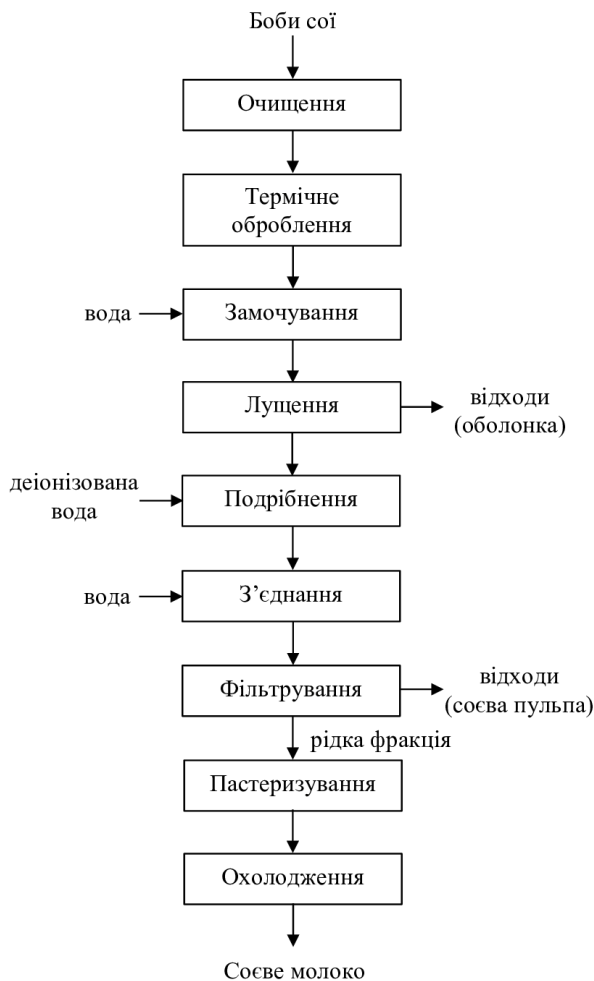 Боби сої
Очищення
Термічне
оброблення
вода
Замочування
Лущення
відходи
(оболонка)
деіонізована
вода
Подрібнення
вода
З’єднання
Фільтрування
відходи
(соєва пульпа)
рідка фракція
Пастеризування
Охолодження
Соєве молоко